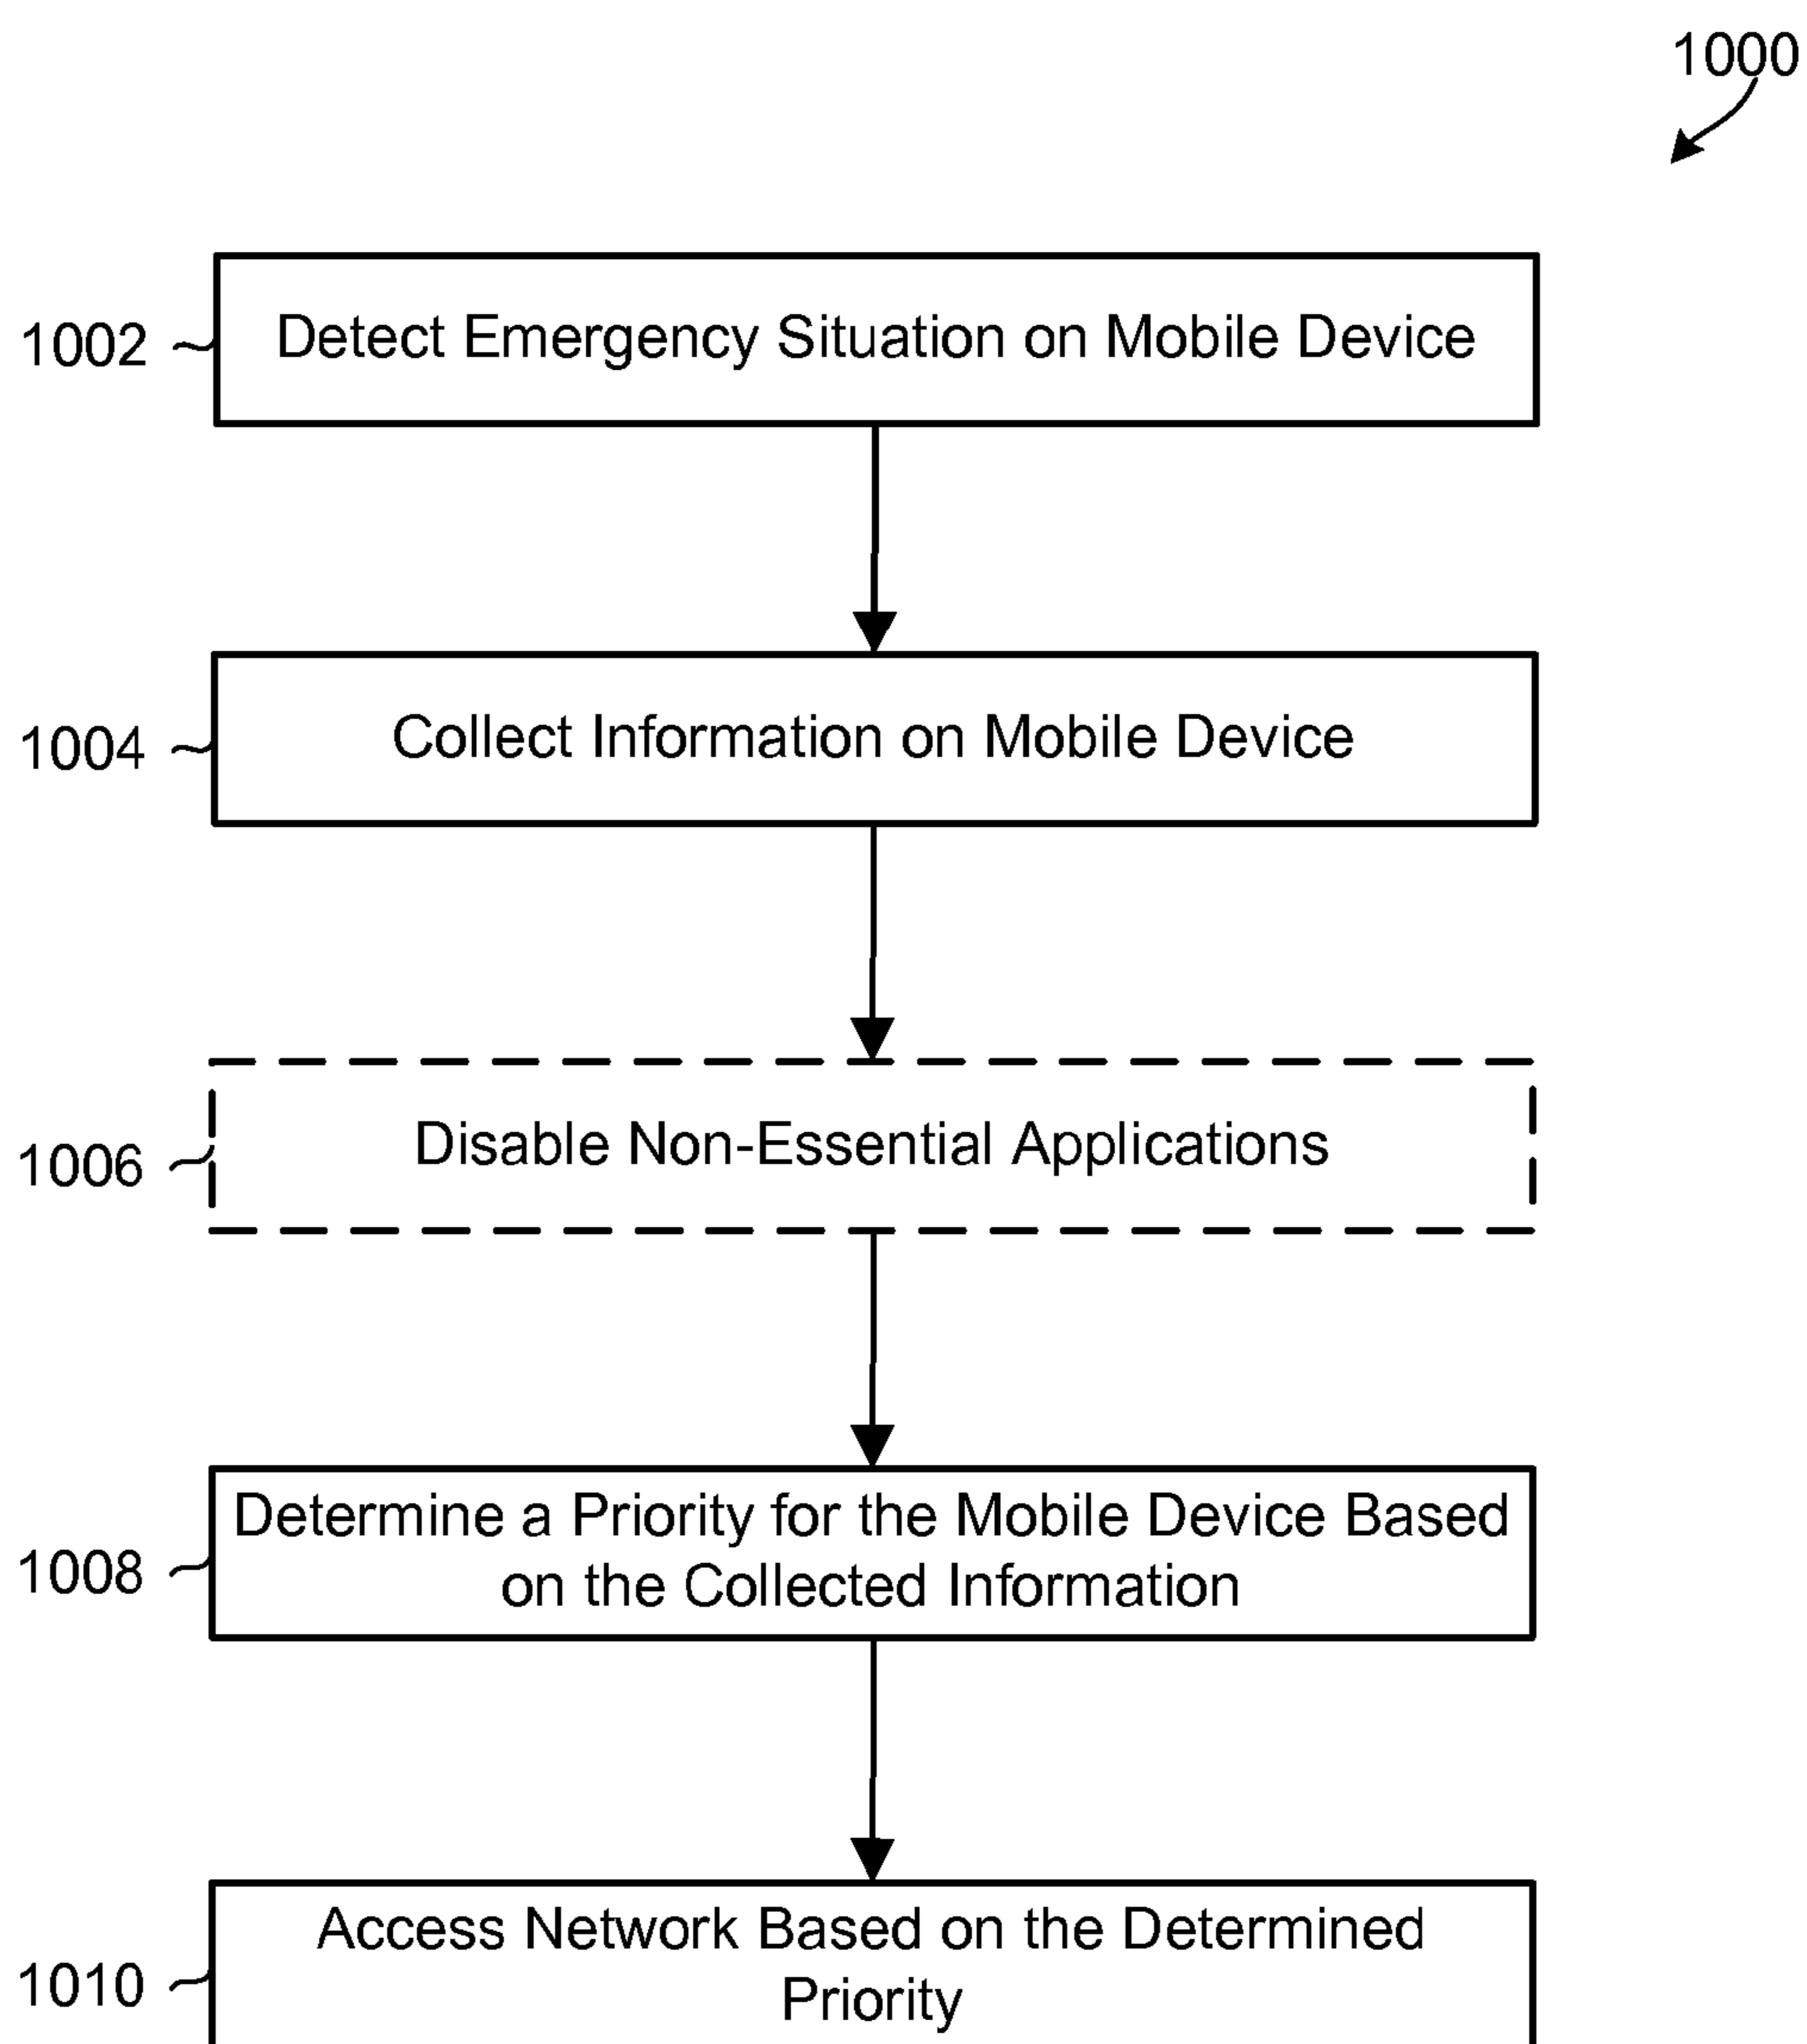 1000
1002
Detect Emergency Situation on Mobile Device
1004
Collect Information on Mobile Device
1006
Disable Non-Essential Applications
1008
Determine a Priority for the Mobile Device Based
on the Collected Information
1010
Access Network Based on the Determined
Priority